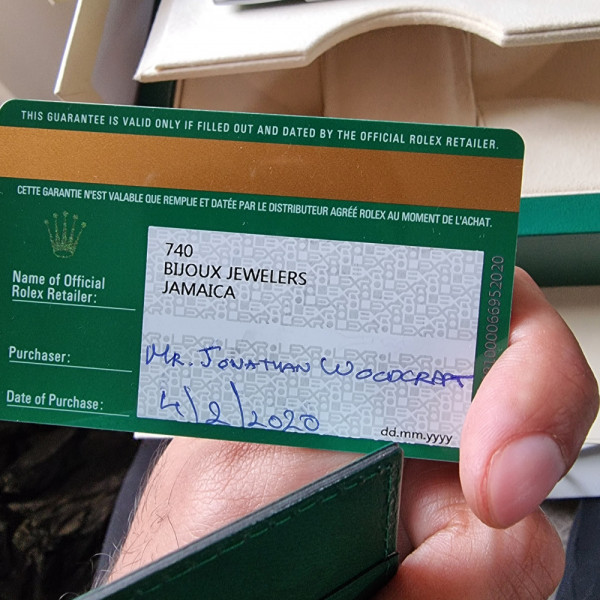 THIS GUARANTEE IS VALID ONLY IF FILLED OUT AND DATED BY THE OFFICIAL ROLEX RETAILER.
CETTE GARANTIE N'EST VALABLE QUE REMPLIE ET DATÉE PAR LE DISTRIBUTEUR AGRÉÉ ROLEX AU MOMENT DE L'ACHAT.
Name of Official
Rolex Retailer:
740
BIJOUX JEWELERS
JAMAICA
Purchaser:
MR. JONATHAN WOODCRAFT
Date of Purchase:
4/2/2020
dd.mm.yyyy